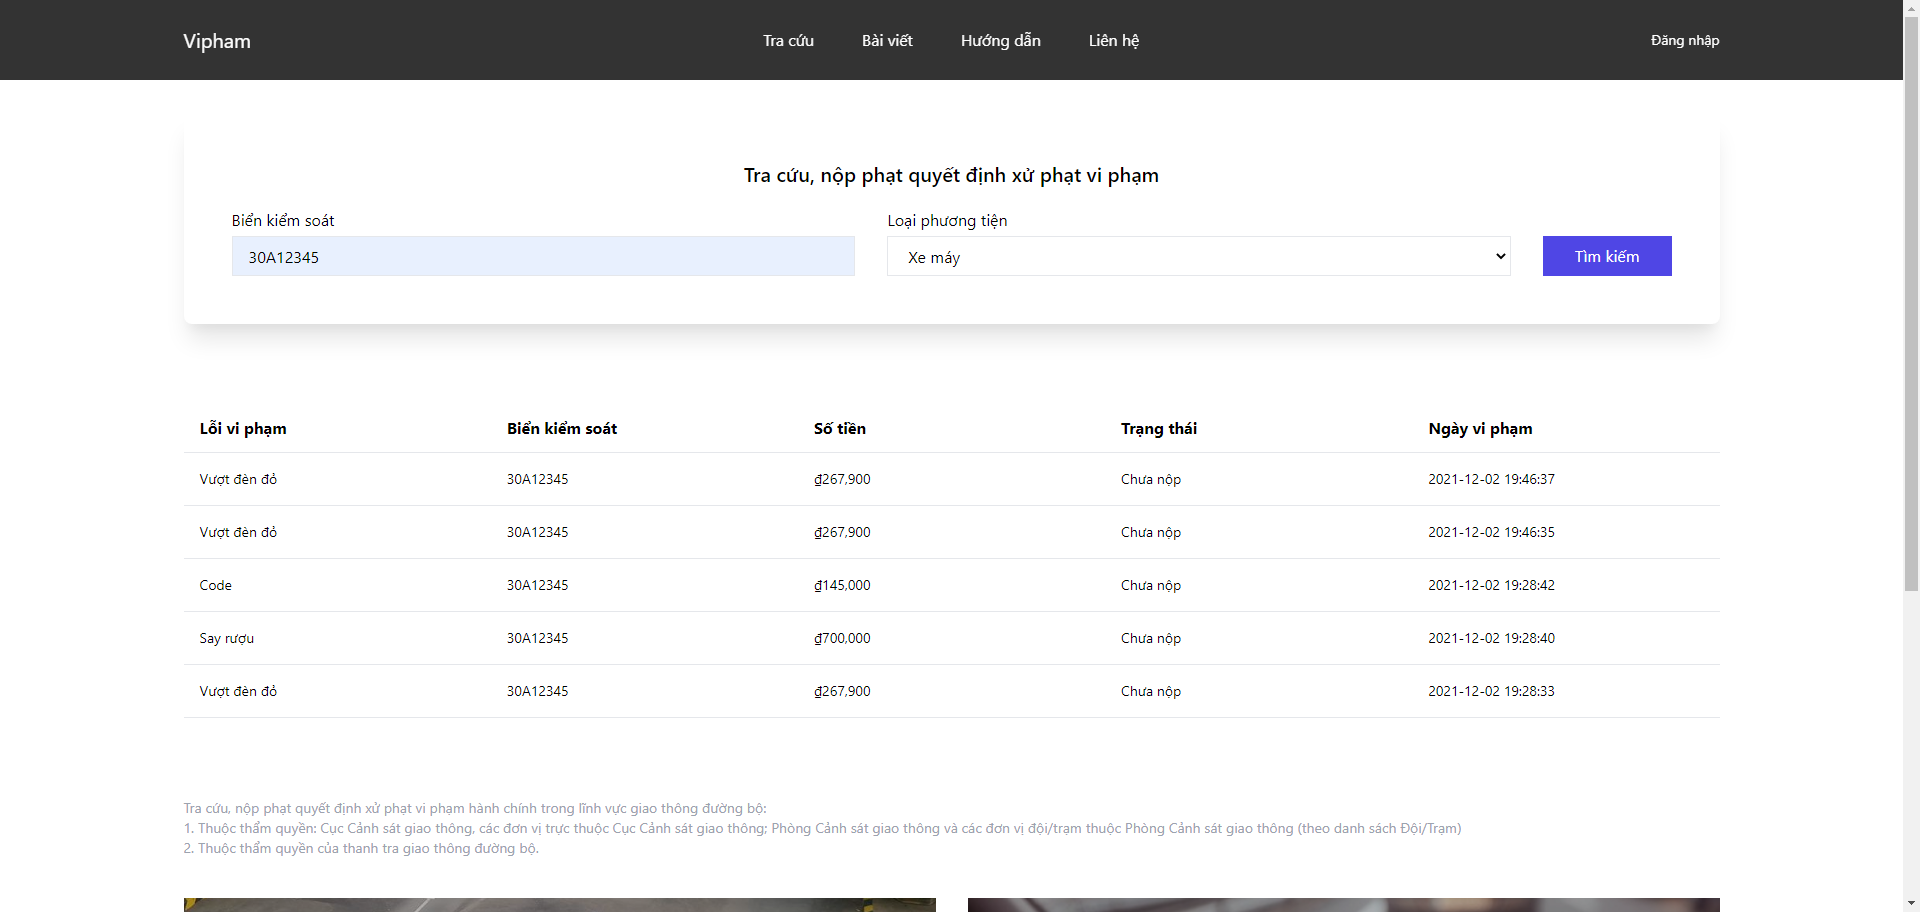 Vipham Tra cứu Bài viết Hướng dẫn Liên hệ Đăng nhập
Tra cứu, nộp phạt quyết định xử phạt vi phạm
Biển kiểm soát Loại phương tiện
30A12345 Xe máy Tìm kiếm
Lỗi vi phạm Biển kiểm soát Số tiền Trạng thái Ngày vi phạm
Vượt đèn đỏ 30A12345 ₫267,900 Chưa nộp 2021-12-02 19:46:37
Vượt đèn đỏ 30A12345 ₫267,900 Chưa nộp 2021-12-02 19:46:35
Code 30A12345 ₫145,000 Chưa nộp 2021-12-02 19:28:42
Say rượu 30A12345 ₫700,000 Chưa nộp 2021-12-02 19:28:40
Vượt đèn đỏ 30A12345 ₫267,900 Chưa nộp 2021-12-02 19:28:33
Tra cứu, nộp phạt quyết định xử phạt vi phạm hành chính trong lĩnh vực giao thông đường bộ:
1. Thuộc thẩm quyền: Cục Cảnh sát giao thông, các đơn vị trực thuộc Cục Cảnh sát giao thông; Phòng Cảnh sát giao thông và các đơn vị đội/trạm thuộc Phòng Cảnh sát giao thông (theo danh sách Đội/Trạm)
2. Thuộc thẩm quyền của thanh tra giao thông đường bộ.